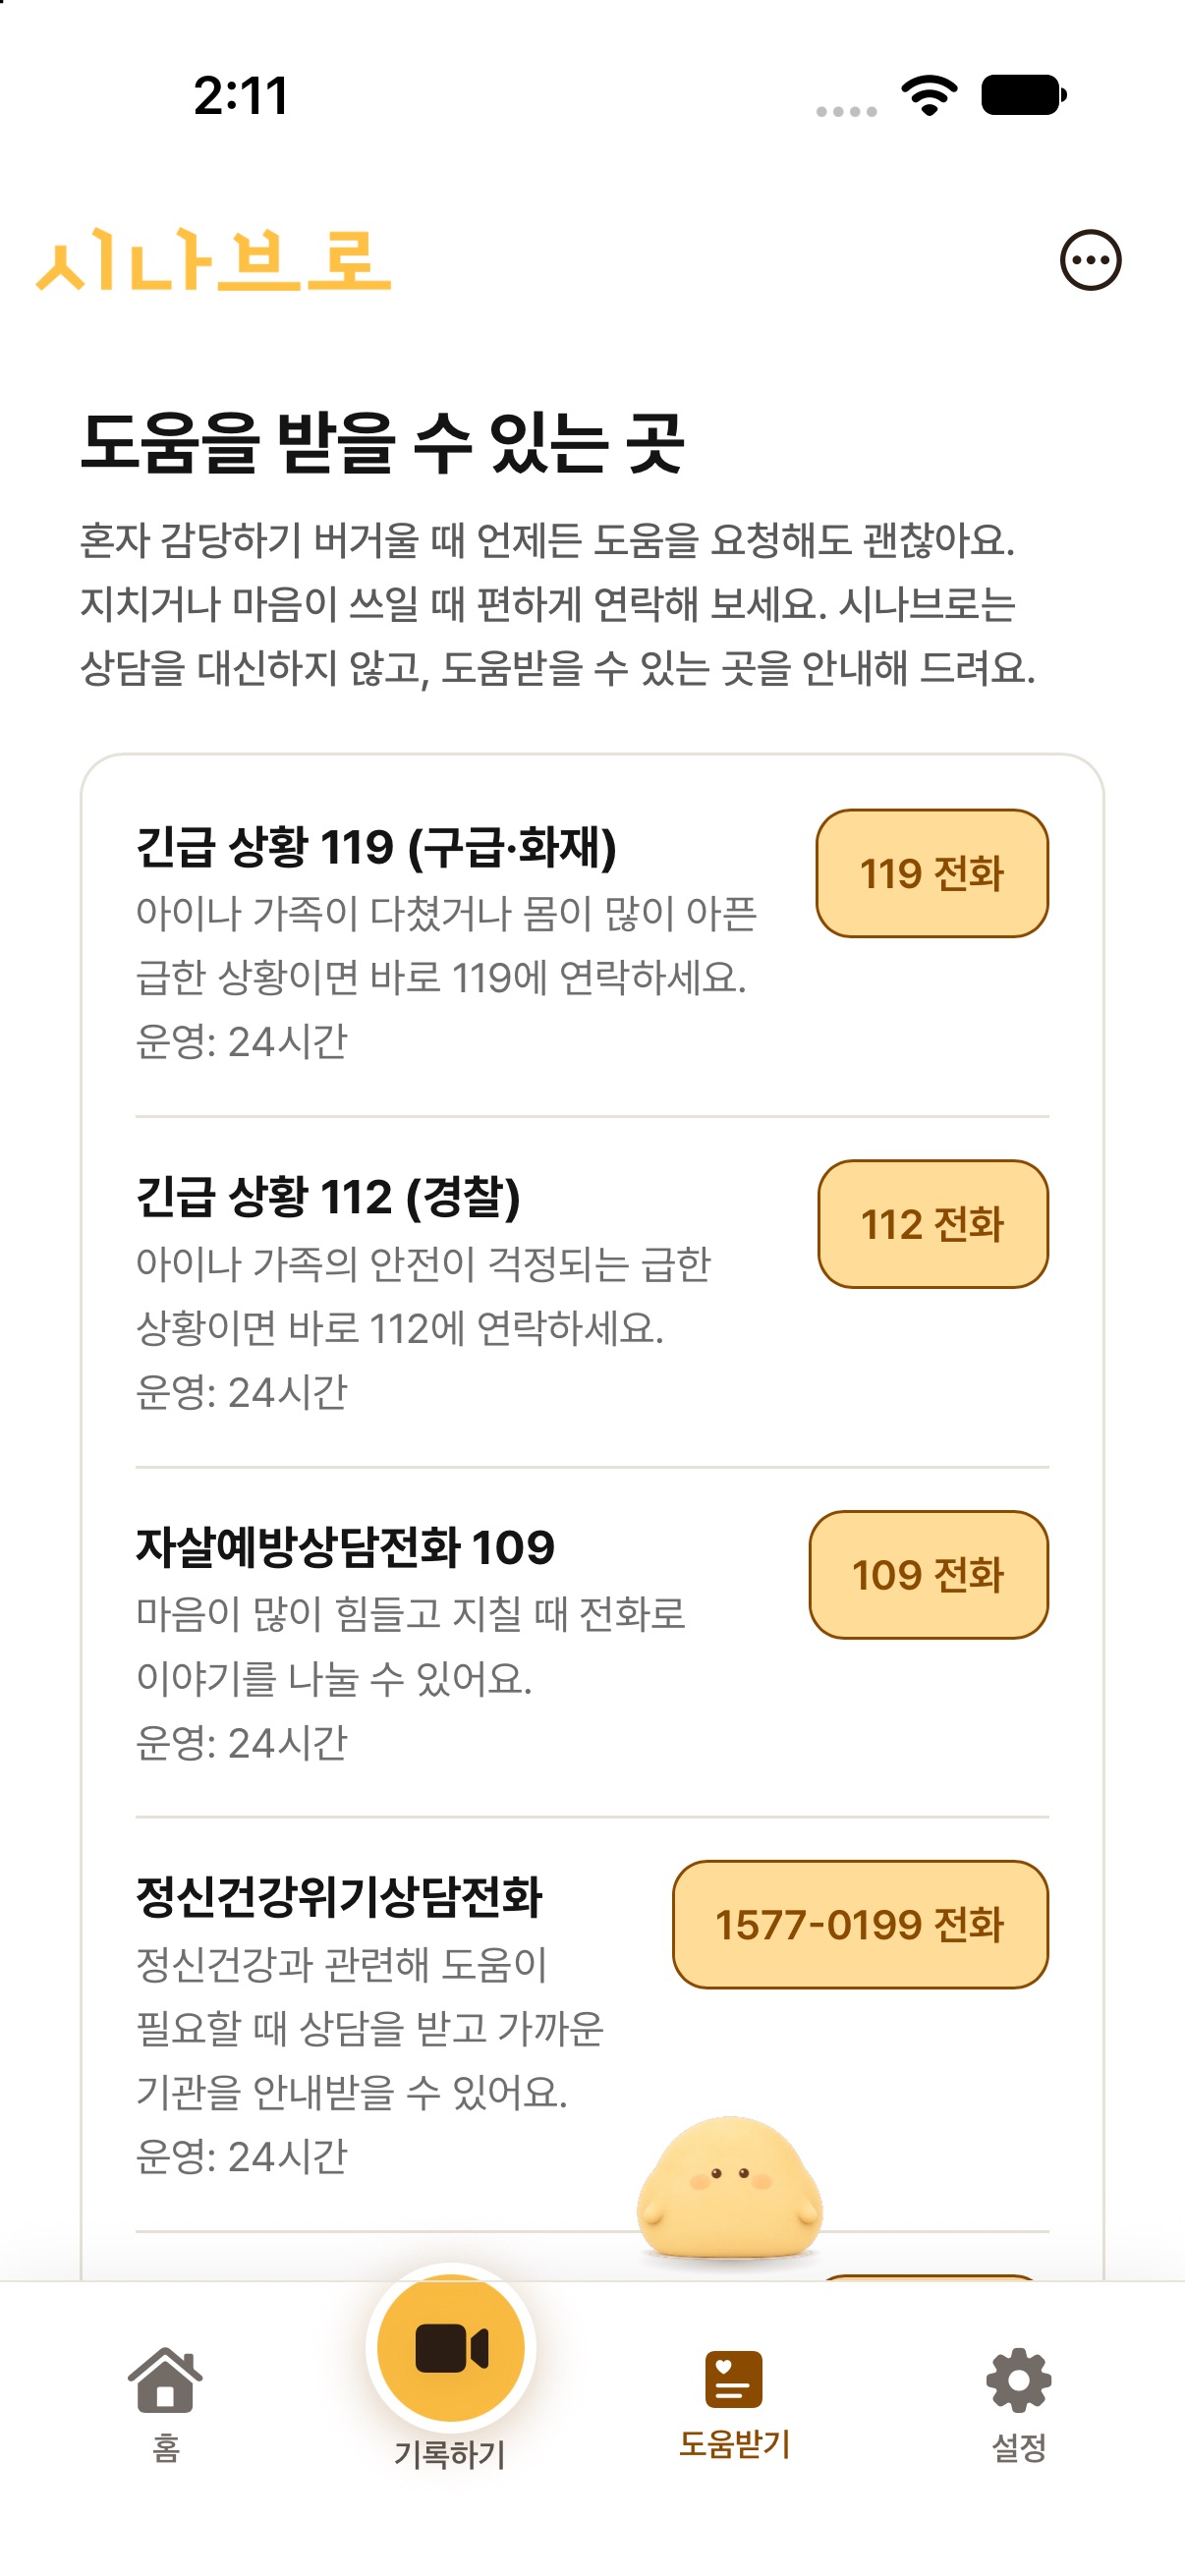 2:11
시나브로
도움을 받을 수 있는 곳
혼자 감당하기 버거울 때 언제든 도움을 요청해도 괜찮아요.
지치거나 마음이 쓰일 때 편하게 연락해 보세요. 시나브로는
상담을 대신하지 않고, 도움받을 수 있는 곳을 안내해 드려요.
긴급 상황 119 (구급·화재)
119 전화
아이나 가족이 다쳤거나 몸이 많이 아픈
급한 상황이면 바로 119에 연락하세요.
운영: 24시간
긴급 상황 112 (경찰)
112 전화
아이나 가족의 안전이 걱정되는 급한
상황이면 바로 112에 연락하세요.
운영: 24시간
자살예방상담전화 109
109 전화
마음이 많이 힘들고 지칠 때 전화로
이야기를 나눌 수 있어요.
운영: 24시간
정신건강위기상담전화
1577-0199 전화
정신건강과 관련해 도움이
필요할 때 상담을 받고 가까운
기관을 안내받을 수 있어요.
운영: 24시간
홈
기록하기
도움받기
설정